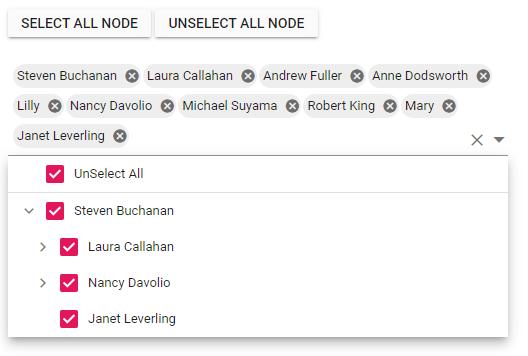 SELECT ALL NODE UNSELECT ALL NODE
Steven Buchanan Laura Callahan Andrew Fuller Anne Dodsworth
Lilly Nancy Davolio Michael Suyama Robert King Mary
Janet Leverling
UnSelect All
Steven Buchanan
Laura Callahan
Nancy Davolio
Janet Leverling